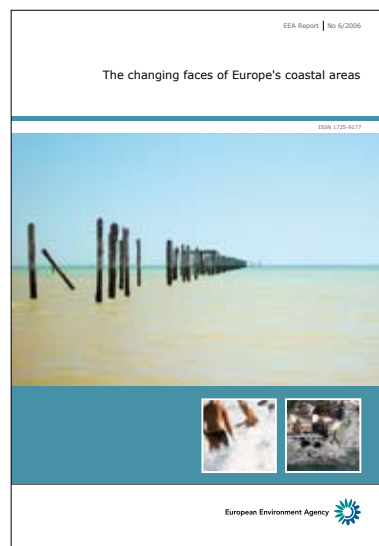 EEA Report | No 6/2006
The changing faces of Europe's coastal areas
ISSN 1725-9177
European Environment Agency